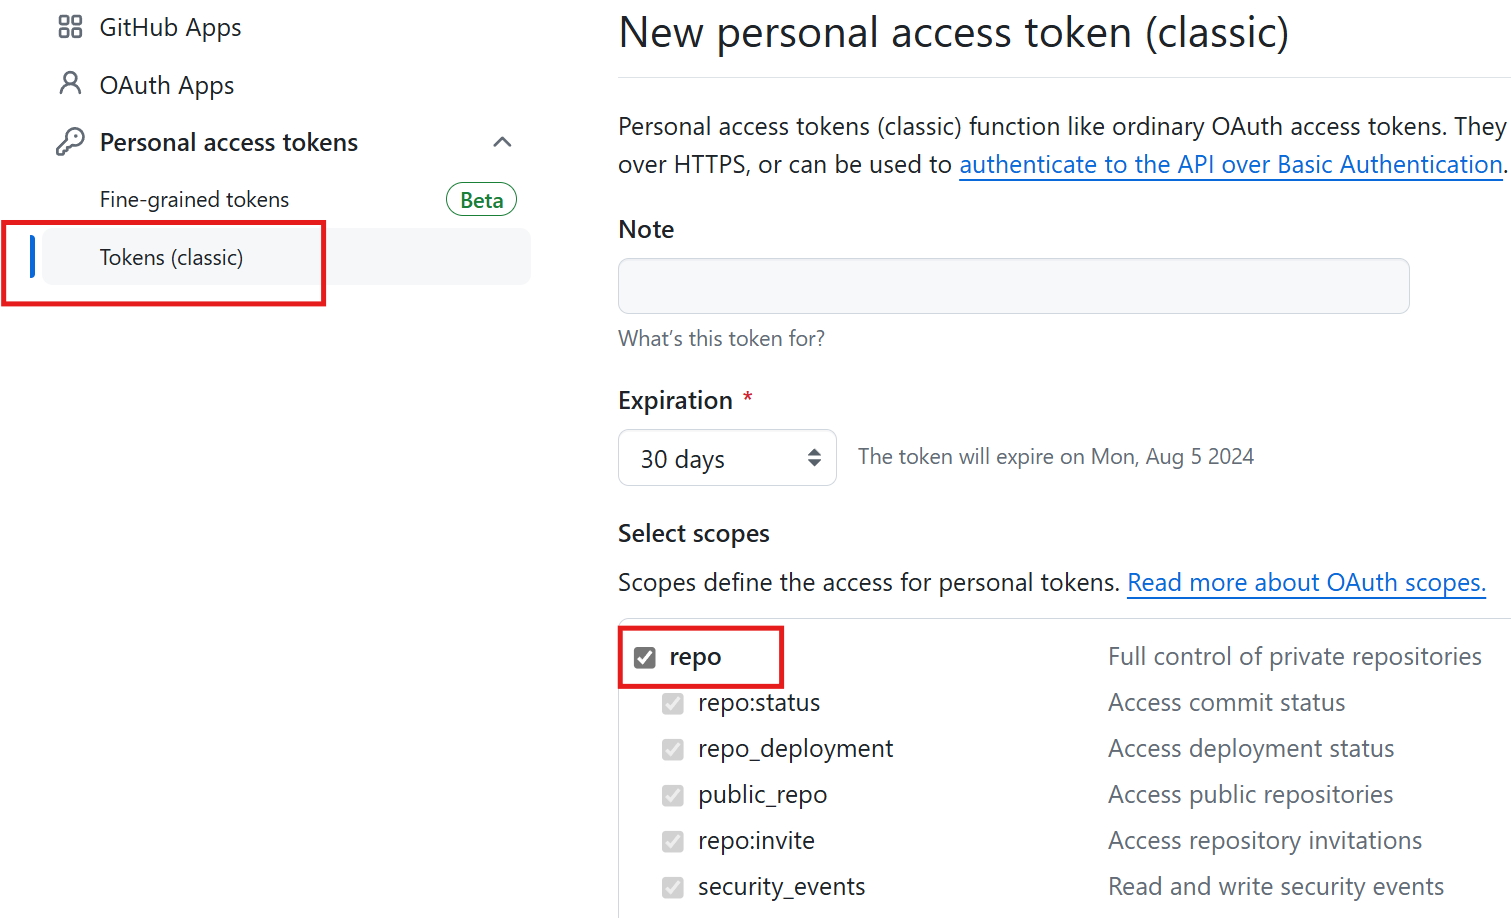 GitHub Apps
OAuth Apps
Personal access tokens
Fine-grained tokens
Beta
Tokens (classic)
New personal access token (classic)
Personal access tokens (classic) function like ordinary OAuth access tokens. They
over HTTPS, or can be used to authenticate to the API over Basic Authentication.
Note
What's this token for?
Expiration *
30 days
The token will expire on Mon, Aug 5 2024
Select scopes
Scopes define the access for personal tokens. Read more about OAuth scopes.
repo Full control of private repositories
repo:status Access commit status
repo_deployment Access deployment status
public_repo Access public repositories
repo:invite Access repository invitations
security_events Read and write security events